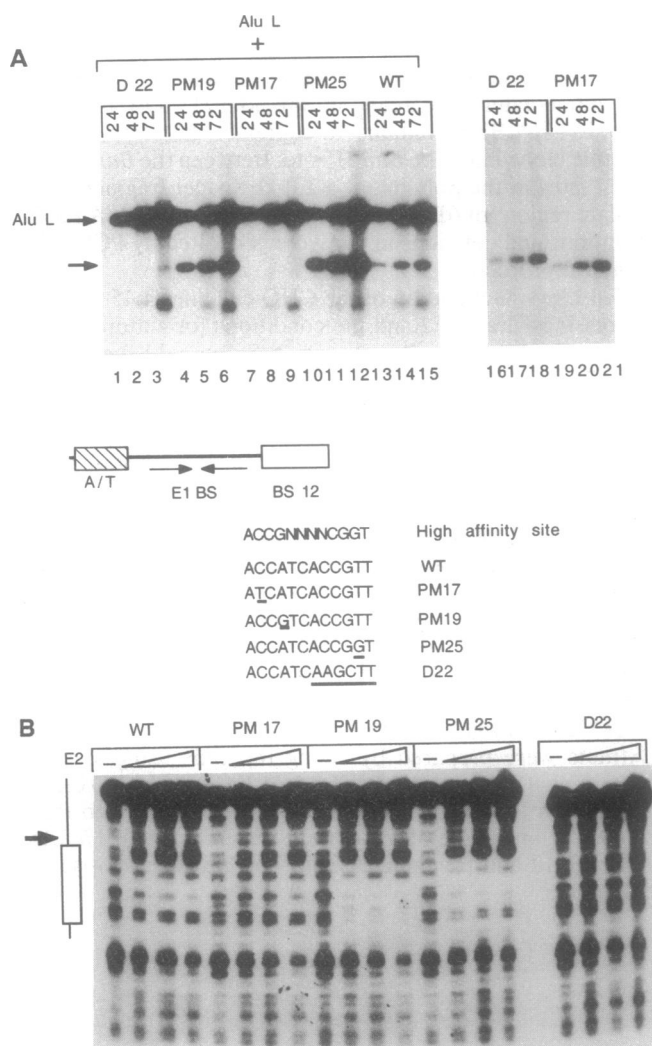 Alu L
+
A
D 22 PM19 PM17 PM25 WT D 22 PM17
24 48 72 24 48 72 24 48 72 24 48 72 24 48 72 24 48 72 24 48 72
Alu L
1 2 3 4 5 6 7 8 9 10 11 12 13 14 15 16 17 18 19 20 21
A/T E1 BS BS 12
ACCGNNNNCGGT High affinity site
ACCATCACCGTT WT
ATCATCACCGTT PM17
ACCGTCACCGTT PM19
ACCATCACCGGT PM25
ACCATCAAGCTT D22
B
WT PM 17 PM 19 PM 25 D22
E2 – – – – –